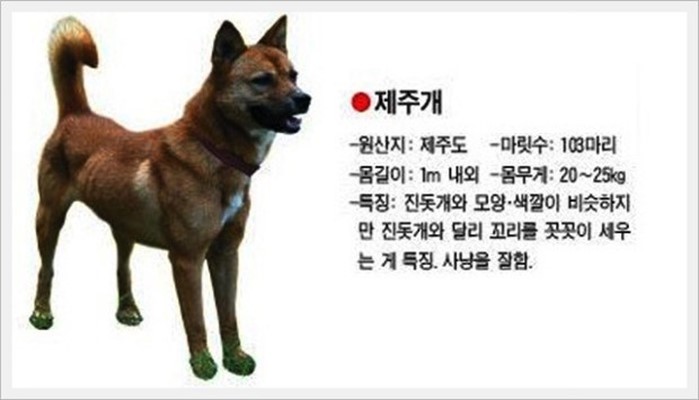 ●제주개
-원산지: 제주도 -마릿수: 103마리
-몸길이: 1m 내외 -몸무게: 20~25kg
-특징: 진돗개와 모양·색깔이 비슷하지
만 진돗개와 달리 꼬리를 꼿꼿이 세우
는 게 특징. 사냥을 잘함.